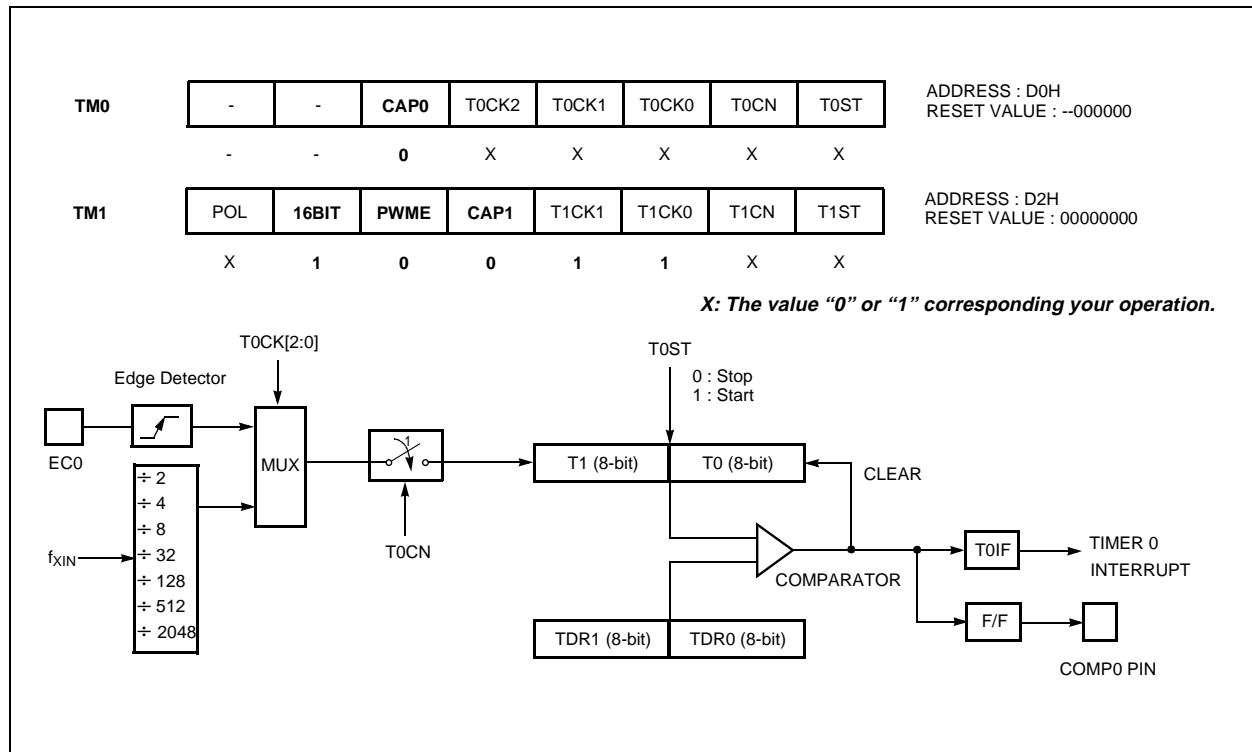 TM0 - - CAP0 T0CK2 T0CK1 T0CK0 T0CN T0ST
ADDRESS : D0H
RESET VALUE : --000000
- - 0 X X X X X
TM1 POL 16BIT PWME CAP1 T1CK1 T1CK0 T1CN T1ST
ADDRESS : D2H
RESET VALUE : 00000000
X 1 0 0 1 1 X X
X: The value “0” or “1” corresponding your operation.
T0CK[2:0]
T0ST
0 : Stop
1 : Start
Edge Detector
EC0
MUX
1
T0CN
T1 (8-bit) T0 (8-bit)
CLEAR
fXIN
÷ 2
÷ 4
÷ 8
÷ 32
÷ 128
÷ 512
÷ 2048
COMPARATOR
T0IF
TIMER 0
INTERRUPT
F/F
COMP0 PIN
TDR1 (8-bit) TDR0 (8-bit)